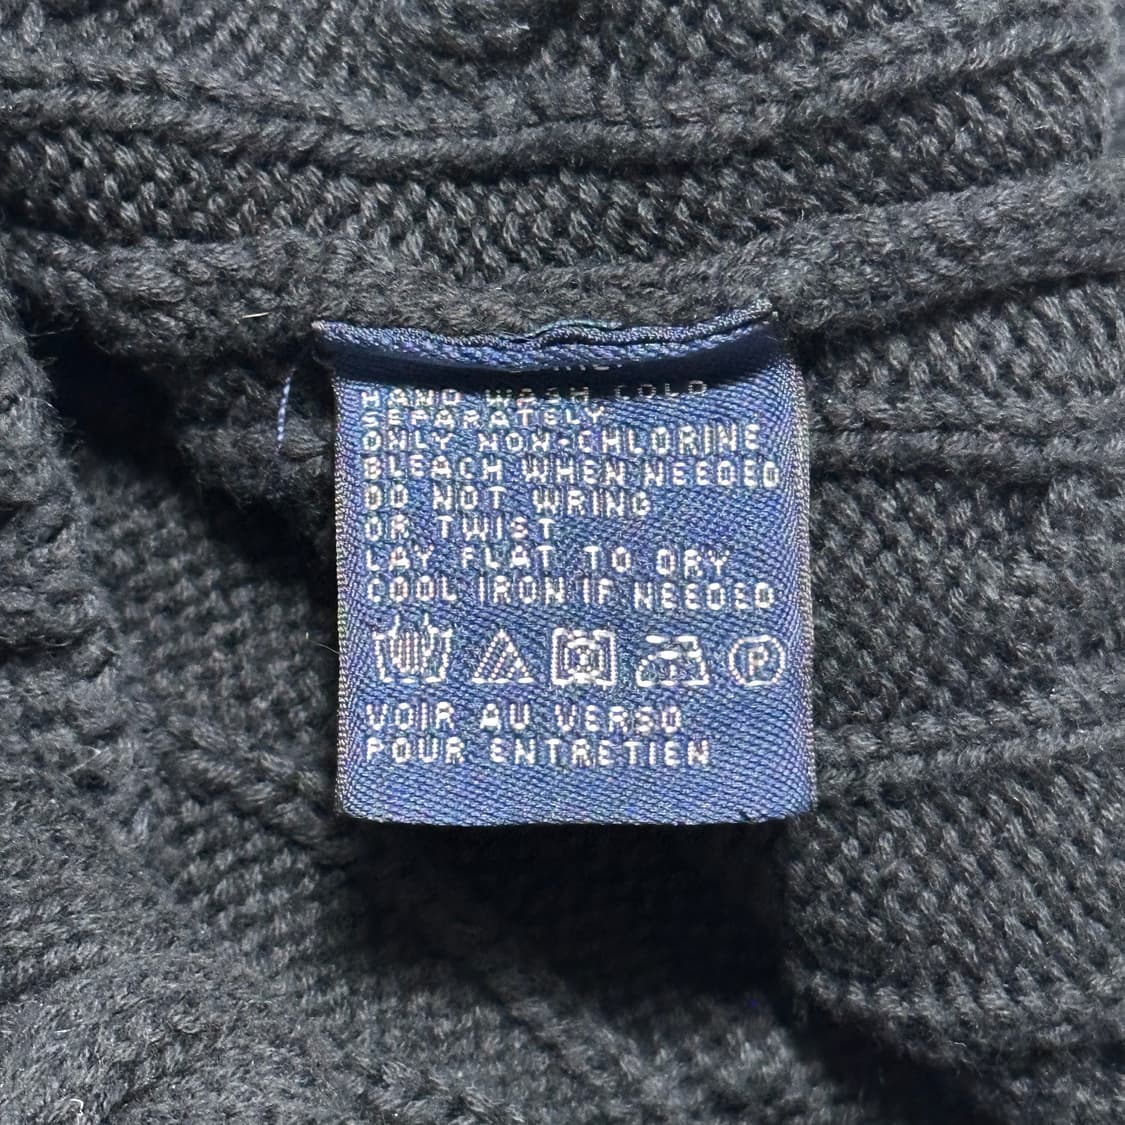 HAND WASH COLD
SEPARATELY
ONLY NON-CHLORINE
BLEACH WHEN NEEDED
DO NOT WRING
OR TWIST
LAY FLAT TO DRY
COOL IRON IF NEEDED
P
VOIR AU VERSO
POUR ENTRETIEN